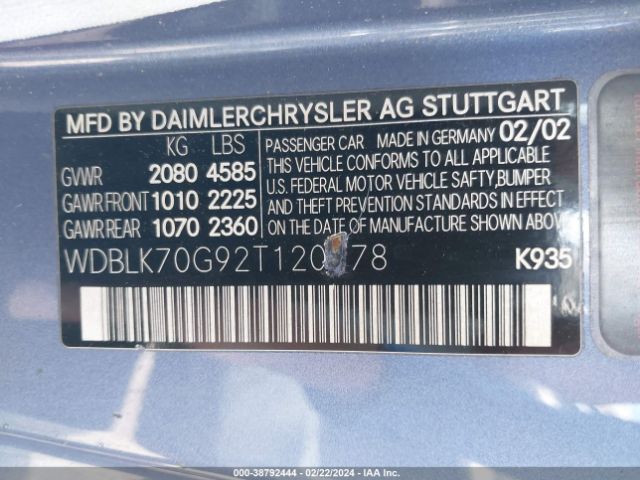 MFD BY DAIMLERCHRYSLER AG STUTTGART
KG LBS
GVWR 2080 4585
GAWR FRONT 1010 2225
GAWR REAR 1070 2360
PASSENGER CAR MADE IN GERMANY 02/02
THIS VEHICLE CONFORMS TO ALL APPLICABLE
U.S. FEDERAL MOTOR VEHICLE SAFTY,BUMPER
AND THEFT PREVENTION STANDARDS IN EFFECT
ON THE DATE OF MANUFACTURE SHOWN ABOVE.
K935
000-38792444 - 02/22/2024 - IAA Inc.